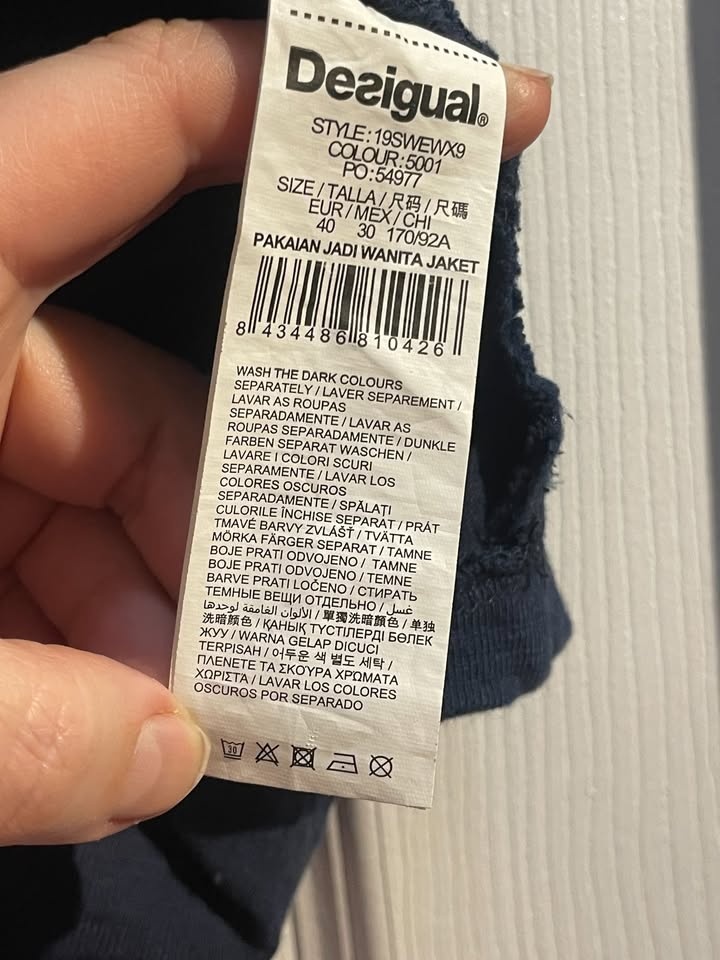 Desigual®
STYLE:19SWEWX9
COLOUR:5001
PO:54977
SIZE/TALLA/尺码/尺碼
EUR/MEX/CHI
40 30 170/92A
PAKAIAN JADI WANITA JAKET
8 434486 810426
WASH THE DARK COLOURS
SEPARATELY / LAVER SEPAREMENT /
LAVAR AS ROUPAS
SEPARADAMENTE / LAVAR AS
ROUPAS SEPARADAMENTE / DUNKLE
FARBEN SEPARAT WASCHEN /
LAVARE I COLORI SCURI
SEPARAMENTE / LAVAR LOS
COLORES OSCUROS
SEPARADAMENTE / SPĂLAȚI
CULORILE ÎNCHISE SEPARAT / PRÁT
TMAVÉ BARVY ZVLÁŠŤ / TVÄTTA
MÖRKA FÄRGER SEPARAT / TAMNE
BOJE PRATI ODVOJENO / TAMNE
BOJE PRATI ODVOJENO / TEMNE
BARVE PRATI LOČENO / СТИРАТЬ
ТЕМНЫЕ ВЕЩИ ОТДЕЛЬНО / غسل
الألوان الغامقة لوحدها / 單獨洗暗顏色 / 单独
洗暗顏色 / ҚАНЫҚ ТҮСТІЛЕРДІ БӨЛЕК
ЖУУ / WARNA GELAP DICUCI
TERPISAH / 어두운 색 별도 세탁 /
ΠΛΕΝΕΤΕ ΤΑ ΣΚΟΥΡΑ ΧΡΩΜΑΤΑ
ΧΩΡΙΣΤΑ / LAVAR LOS COLORES
OSCUROS POR SEPARADO
30